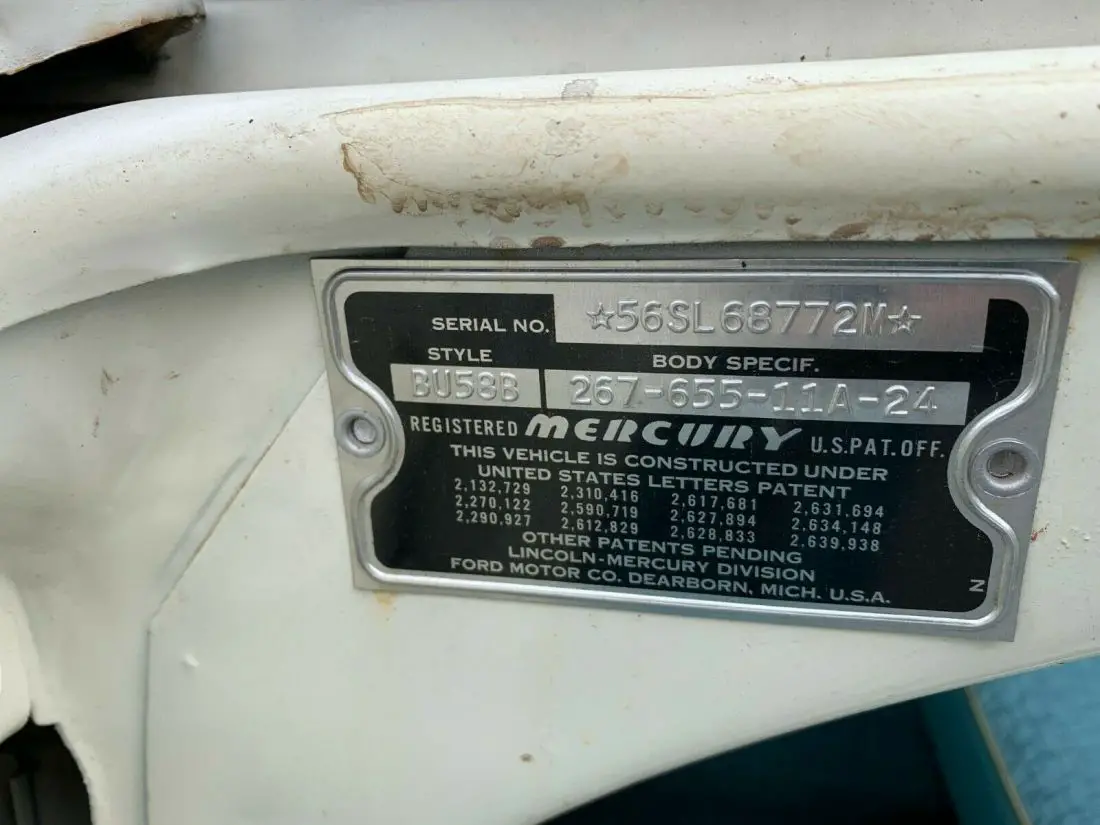 SERIAL NO. ☆56SL68772M☆
STYLE BODY SPECIF.
BU58B 267-655-11A-24
REGISTERED MERCURY U.S.PAT.OFF.
THIS VEHICLE IS CONSTRUCTED UNDER
UNITED STATES LETTERS PATENT
2,132,729 2,310,416 2,617,681 2,631,694
2,270,122 2,590,719 2,627,894 2,634,148
2,290,927 2,612,829 2,628,833 2,639,938
OTHER PATENTS PENDING
LINCOLN-MERCURY DIVISION
FORD MOTOR CO. DEARBORN, MICH. U.S.A.
N